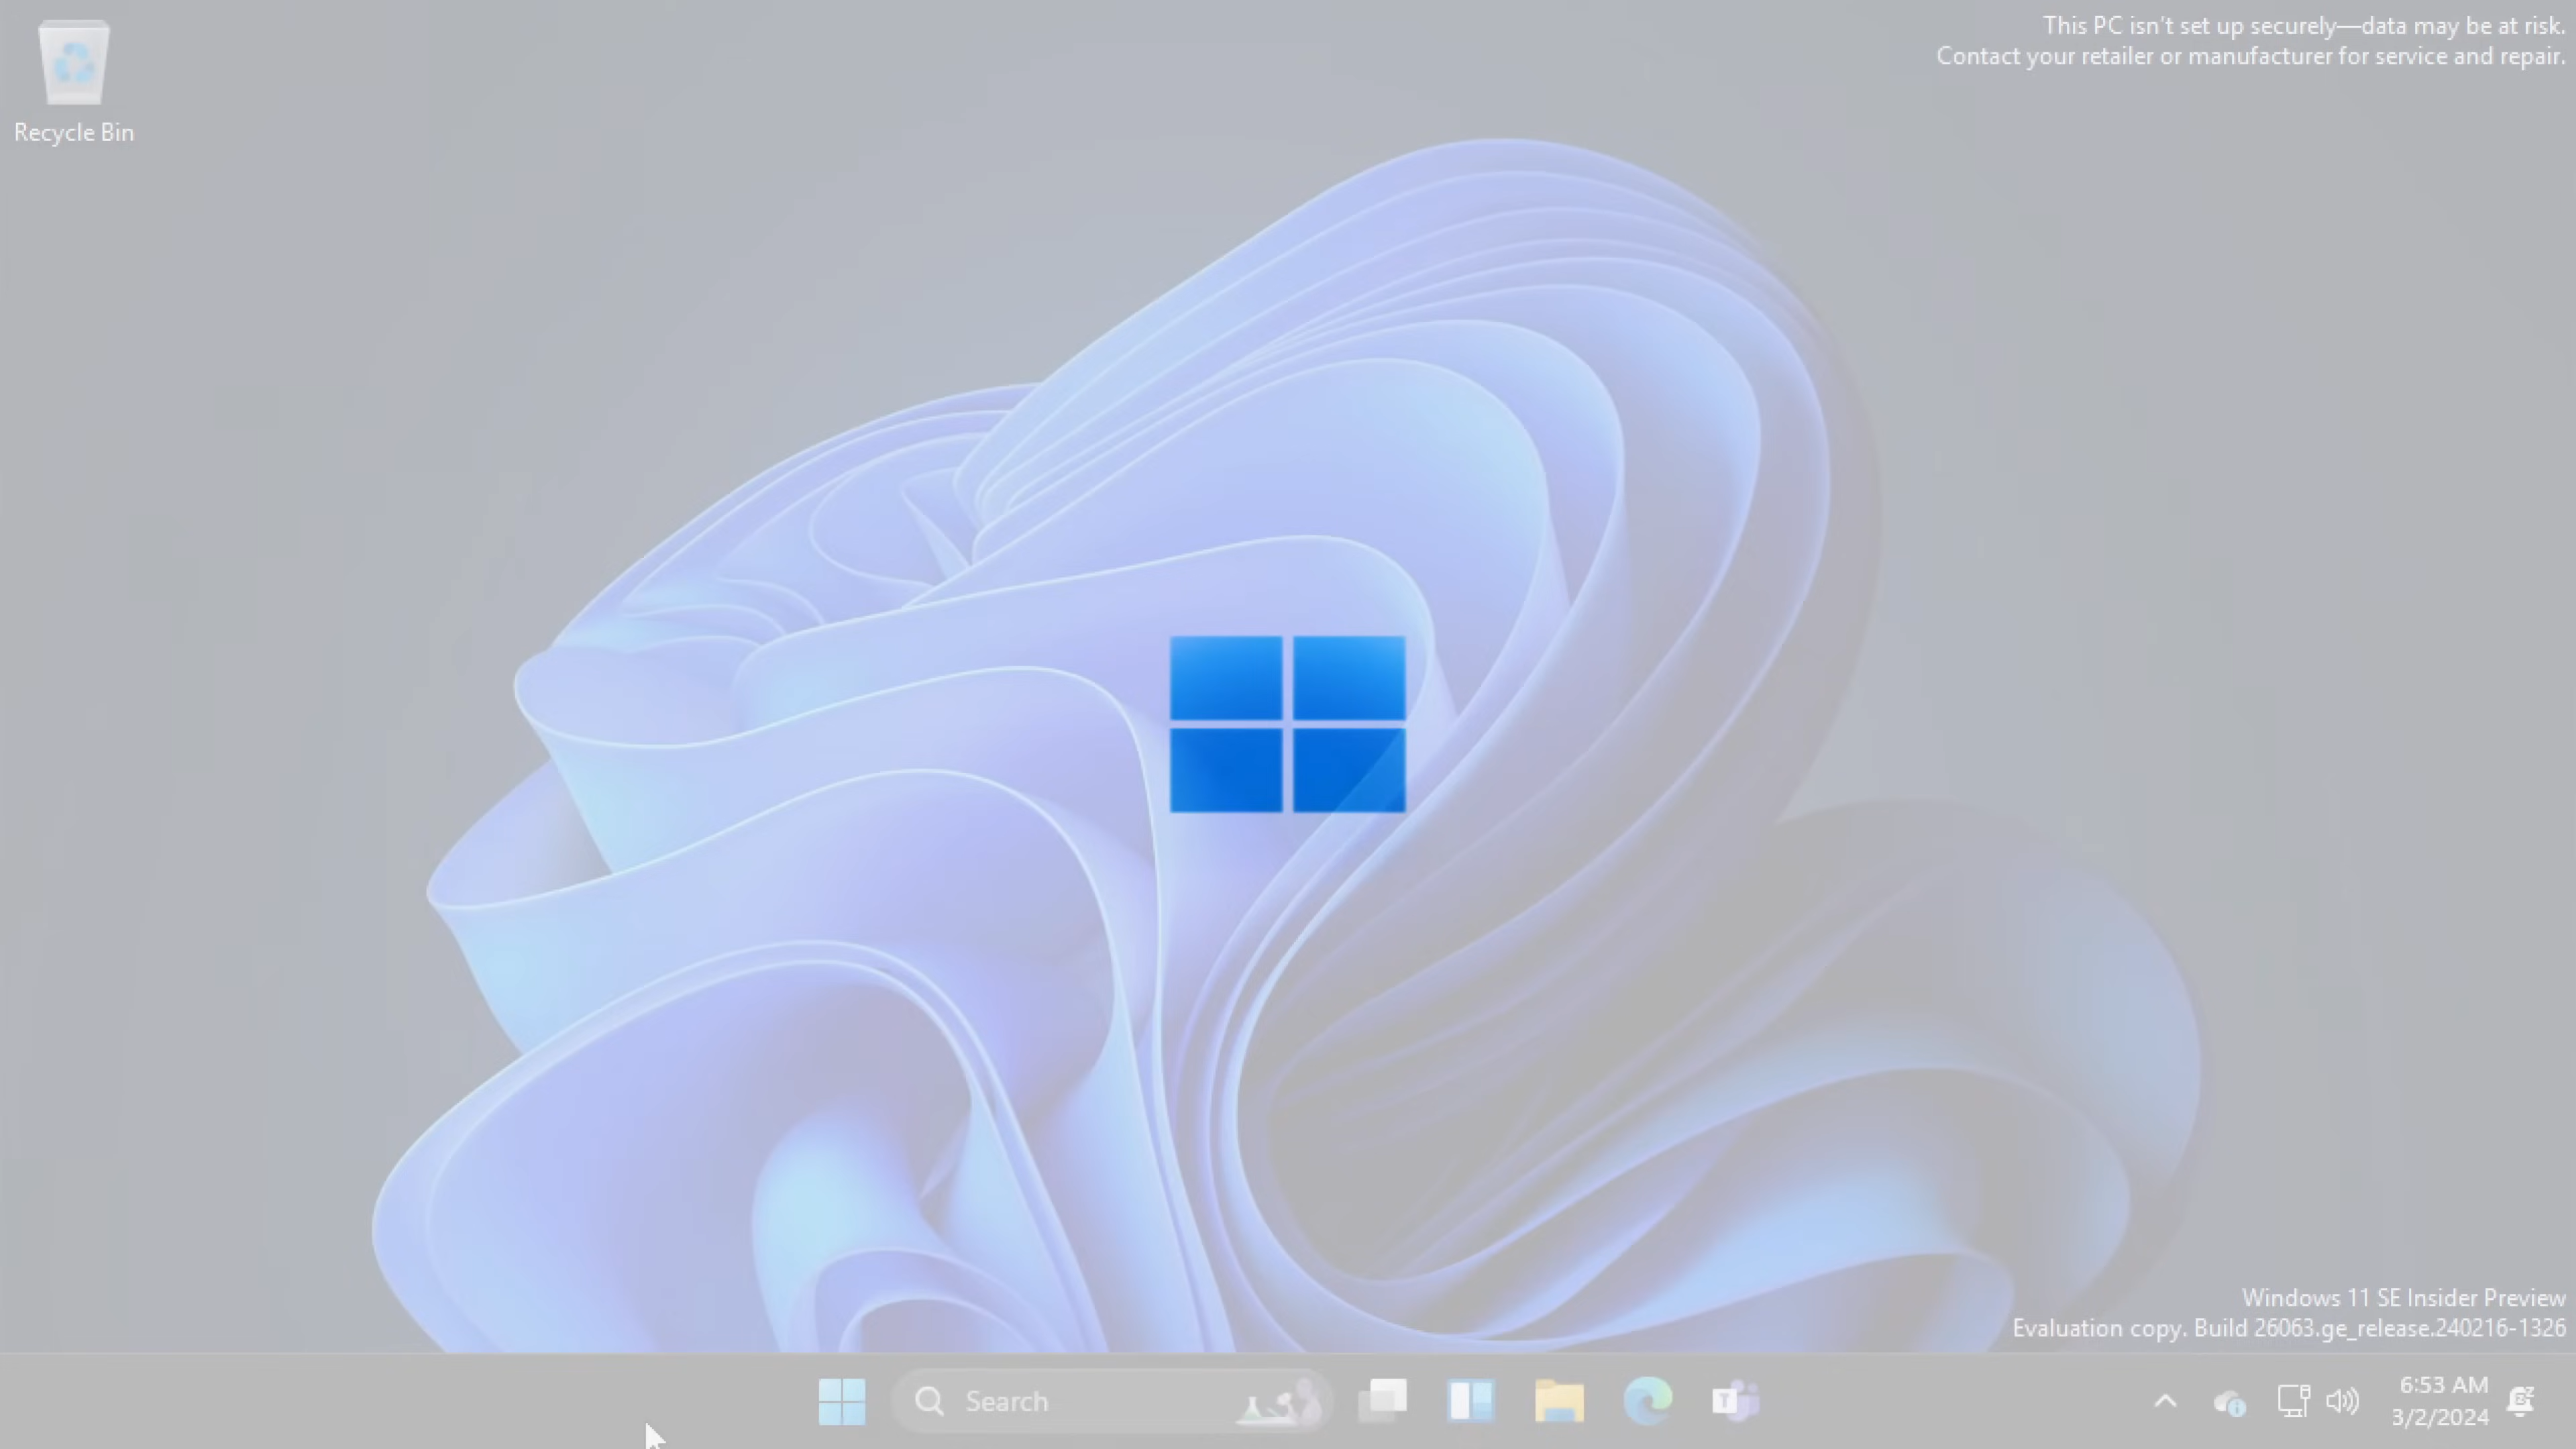 This PC isn't set up securely—data may be at risk.
Contact your retailer or manufacturer for service and repair.
Recycle Bin
Windows 11 SE Insider Preview
Evaluation copy. Build 26063.ge_release.240216-1326
Search
6:53 AM
3/2/2024